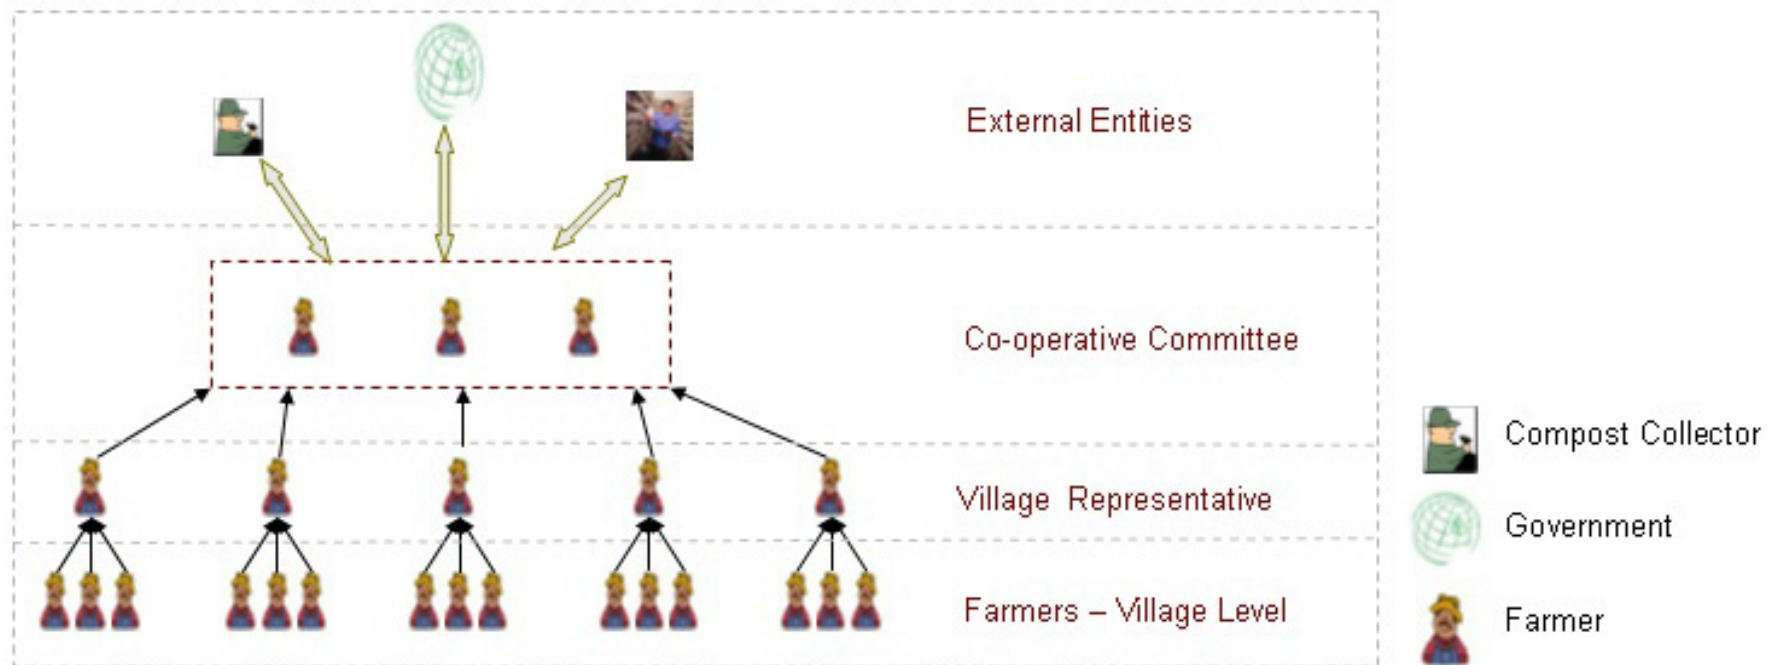 External Entities
Co-operative Committee
Village Representative
Farmers – Village Level
Compost Collector
Government
Farmer